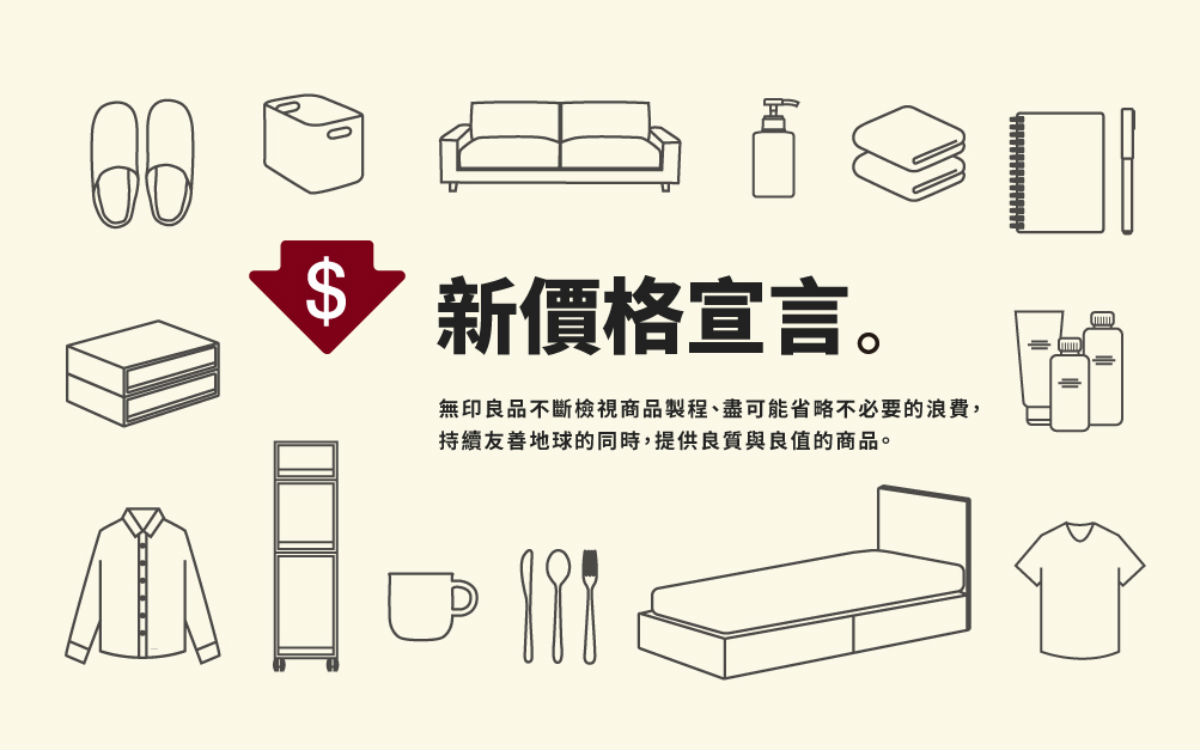 $
新價格宣言。
無印良品不斷檢視商品製程、盡可能省略不必要的浪費，
持續友善地球的同時，提供良質與良值的商品。